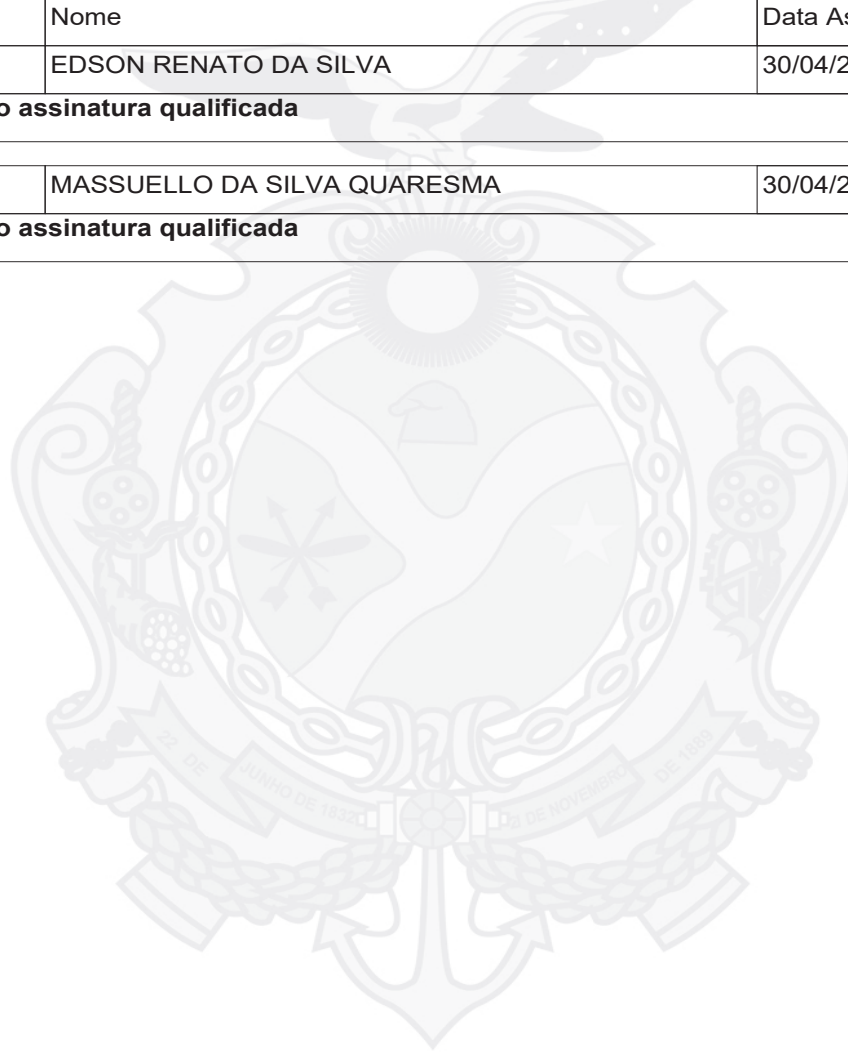 Nome Data As
EDSON RENATO DA SILVA 30/04/2
o assinatura qualificada
MASSUELLO DA SILVA QUARESMA 30/04/2
o assinatura qualificada
22 DE JUNHO DE 1832 21 DE NOVEMBRO DE 1889